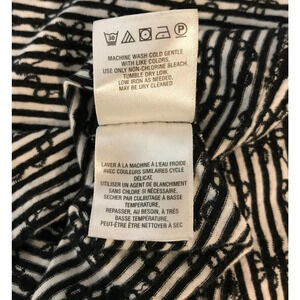 MACHINE WASH COLD GENTLE
WITH LIKE COLORS,
USE ONLY NON-CHLORINE BLEACH,
TUMBLE DRY LOW,
LOW IRON AS NEEDED,
MAY BE DRY CLEANED
LAVER À LA MACHINE À L'EAU FROIDE
AVEC COULEURS SIMILAIRES CYCLE
DÉLICAT,
UTILISER UN AGENT DE BLANCHIMENT
SANS CHLORE SI NÉCESSAIRE,
SÉCHER PAR CULBUTAGE À BASSE
TEMPÉRATURE,
REPASSER, AU BESOIN, À TRÈS
BASSE TEMPÉRATURE,
PEUT-ÊTRE ÊTRE NETTOYER À SEC